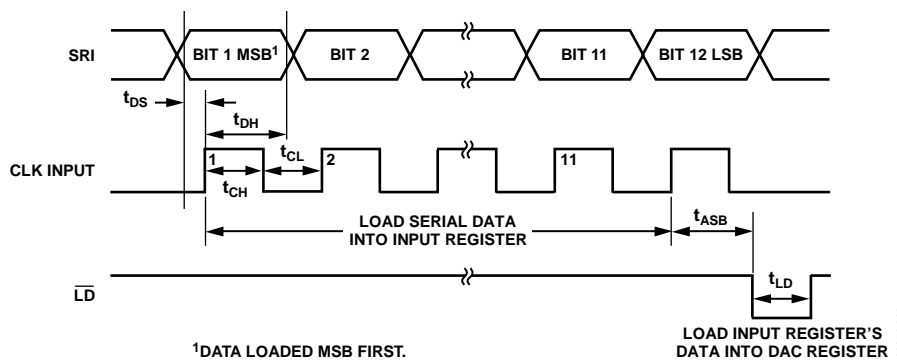 SRI
BIT 1 MSB¹
BIT 2
BIT 11
BIT 12 LSB
tDS
tDH
tCL
CLK INPUT
1
2
11
tCH
tASB
LOAD SERIAL DATA
INTO INPUT REGISTER
LD
tLD
¹DATA LOADED MSB FIRST.
LOAD INPUT REGISTER'S
DATA INTO DAC REGISTER